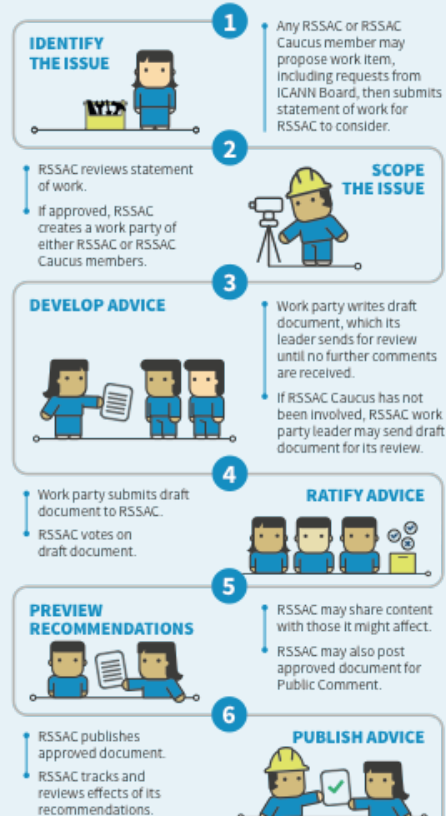 1
IDENTIFY
THE ISSUE
Any RSSAC or RSSAC
Caucus member may
propose work item,
including requests from
ICANN Board, then submits
statement of work for
RSSAC to consider.
2
RSSAC reviews statement
of work.
If approved, RSSAC
creates a work party of
either RSSAC or RSSAC
Caucus members.
SCOPE
THE ISSUE
3
DEVELOP ADVICE
Work party writes draft
document, which its
leader sends for review
until no further comments
are received.
If RSSAC Caucus has not
been involved, RSSAC work
party leader may send draft
document for its review.
4
Work party submits draft
document to RSSAC.
RSSAC votes on
draft document.
RATIFY ADVICE
5
PREVIEW
RECOMMENDATIONS
RSSAC may share content
with those it might affect.
RSSAC may also post
approved document for
Public Comment.
6
RSSAC publishes
approved document.
RSSAC tracks and
reviews effects of its
recommendations.
PUBLISH ADVICE